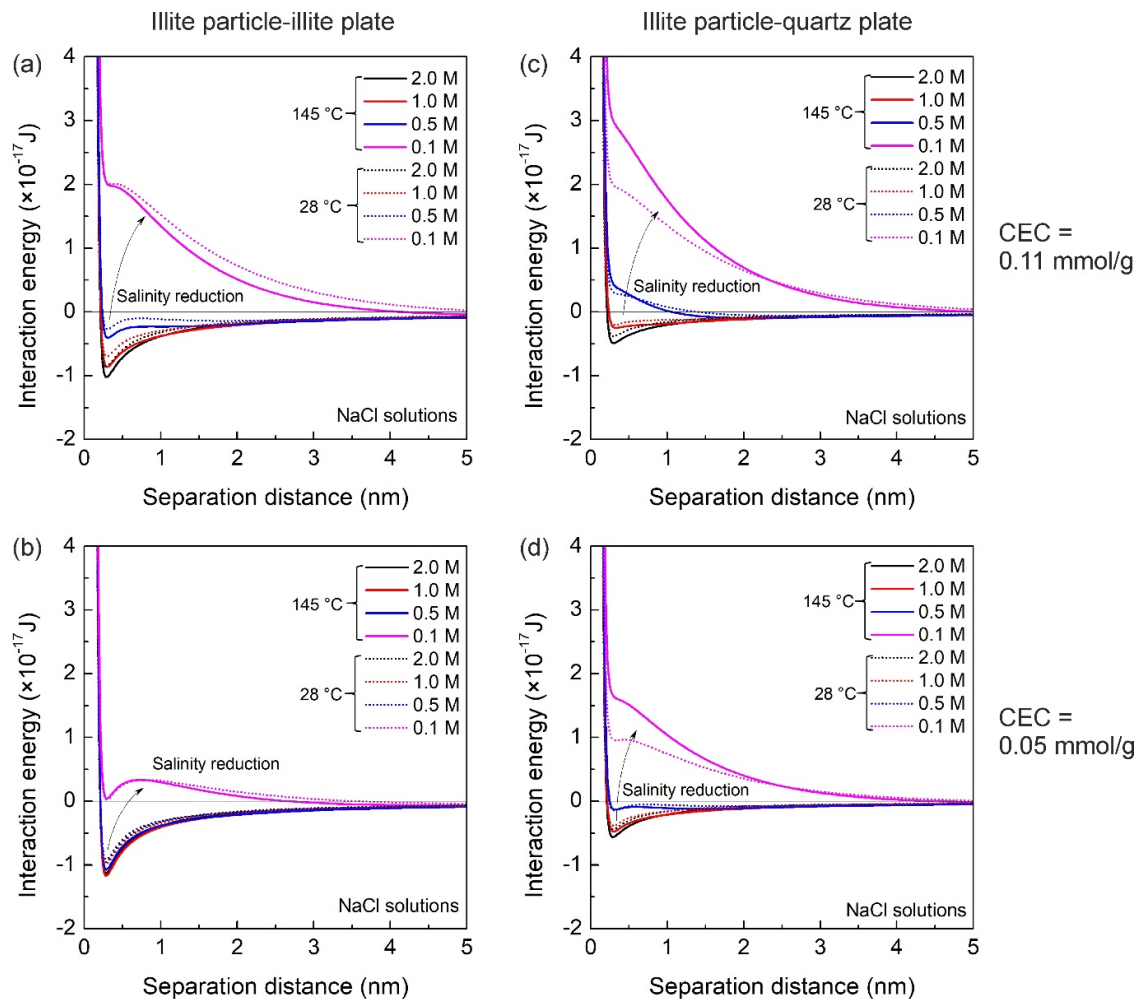 Illite particle-illite plate
Illite particle-quartz plate
(a)
Interaction energy (×10⁻¹⁷J)
4
3
2
1
0
-1
-2
145 °C
2.0 M
1.0 M
0.5 M
0.1 M
28 °C
2.0 M
1.0 M
0.5 M
0.1 M
Salinity reduction
NaCl solutions
0 1 2 3 4 5
Separation distance (nm)
(c)
Interaction energy (×10⁻¹⁷J)
4
3
2
1
0
-1
-2
145 °C
2.0 M
1.0 M
0.5 M
0.1 M
28 °C
2.0 M
1.0 M
0.5 M
0.1 M
Salinity reduction
NaCl solutions
0 1 2 3 4 5
Separation distance (nm)
CEC =
0.11 mmol/g
(b)
Interaction energy (×10⁻¹⁷J)
4
3
2
1
0
-1
-2
145 °C
2.0 M
1.0 M
0.5 M
0.1 M
28 °C
2.0 M
1.0 M
0.5 M
0.1 M
Salinity reduction
NaCl solutions
0 1 2 3 4 5
Separation distance (nm)
(d)
Interaction energy (×10⁻¹⁷J)
4
3
2
1
0
-1
-2
145 °C
2.0 M
1.0 M
0.5 M
0.1 M
28 °C
2.0 M
1.0 M
0.5 M
0.1 M
Salinity reduction
NaCl solutions
0 1 2 3 4 5
Separation distance (nm)
CEC =
0.05 mmol/g